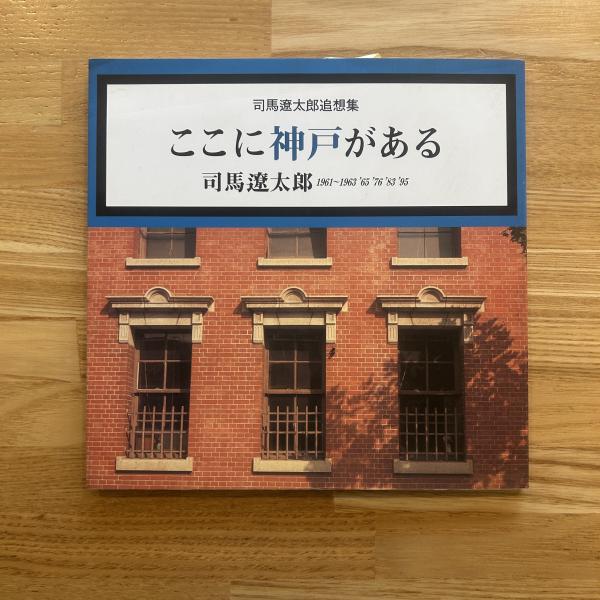 司馬遼太郎追想集
ここに神戸がある
司馬遼太郎 1961~1963 '65 '76 '83 '95